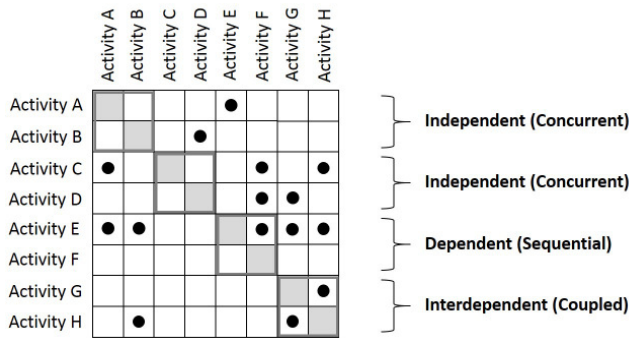 Activity A
Activity B
Activity C
Activity D
Activity E
Activity F
Activity G
Activity H
Activity A
Activity B
Activity C
Activity D
Activity E
Activity F
Activity G
Activity H
Independent (Concurrent)
Independent (Concurrent)
Dependent (Sequential)
Interdependent (Coupled)